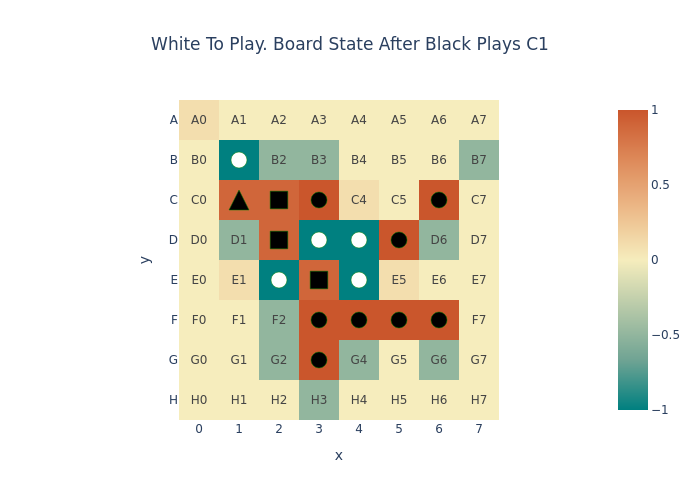 White To Play. Board State After Black Plays C1
A A0 A1 A2 A3 A4 A5 A6 A7
B B0 B2 B3 B4 B5 B6 B7
C C0 C4 C5 C7
D D0 D1 D6 D7
E E0 E1 E5 E6 E7
F F0 F1 F2 F7
G G0 G1 G2 G4 G5 G6 G7
H H0 H1 H2 H3 H4 H5 H6 H7
0 1 2 3 4 5 6 7
x
y
1
0.5
0
−0.5
−1